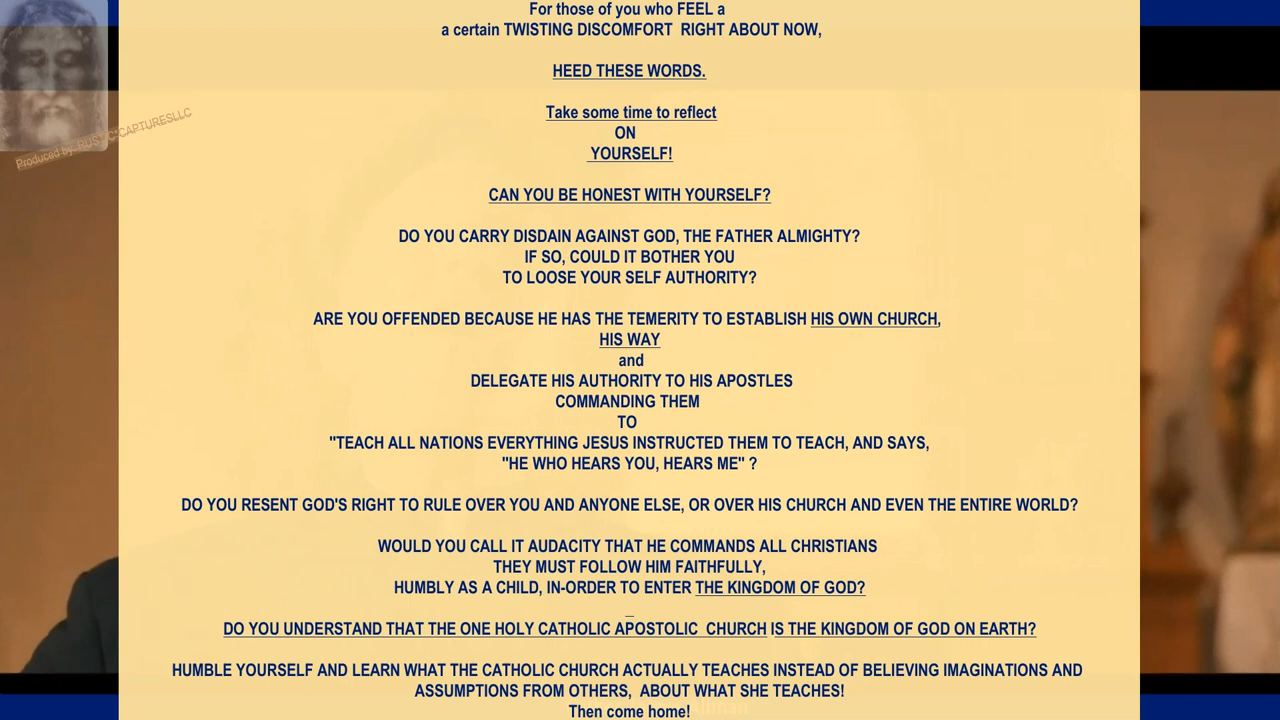 For those of you who FEEL a
a certain TWISTING DISCOMFORT RIGHT ABOUT NOW,
HEED THESE WORDS.
Take some time to reflect
ON
YOURSELF!
Produced by: RUSTIC CAPTURESLLC
CAN YOU BE HONEST WITH YOURSELF?
DO YOU CARRY DISDAIN AGAINST GOD, THE FATHER ALMIGHTY?
IF SO, COULD IT BOTHER YOU
TO LOOSE YOUR SELF AUTHORITY?
ARE YOU OFFENDED BECAUSE HE HAS THE TEMERITY TO ESTABLISH HIS OWN CHURCH,
HIS WAY
and
DELEGATE HIS AUTHORITY TO HIS APOSTLES
COMMANDING THEM
TO
"TEACH ALL NATIONS EVERYTHING JESUS INSTRUCTED THEM TO TEACH, AND SAYS,
"HE WHO HEARS YOU, HEARS ME" ?
DO YOU RESENT GOD'S RIGHT TO RULE OVER YOU AND ANYONE ELSE, OR OVER HIS CHURCH AND EVEN THE ENTIRE WORLD?
WOULD YOU CALL IT AUDACITY THAT HE COMMANDS ALL CHRISTIANS
THEY MUST FOLLOW HIM FAITHFULLY,
HUMBLY AS A CHILD, IN-ORDER TO ENTER THE KINGDOM OF GOD?
DO YOU UNDERSTAND THAT THE ONE HOLY CATHOLIC APOSTOLIC CHURCH IS THE KINGDOM OF GOD ON EARTH?
HUMBLE YOURSELF AND LEARN WHAT THE CATHOLIC CHURCH ACTUALLY TEACHES INSTEAD OF BELIEVING IMAGINATIONS AND
ASSUMPTIONS FROM OTHERS, ABOUT WHAT SHE TEACHES!
Then come home!